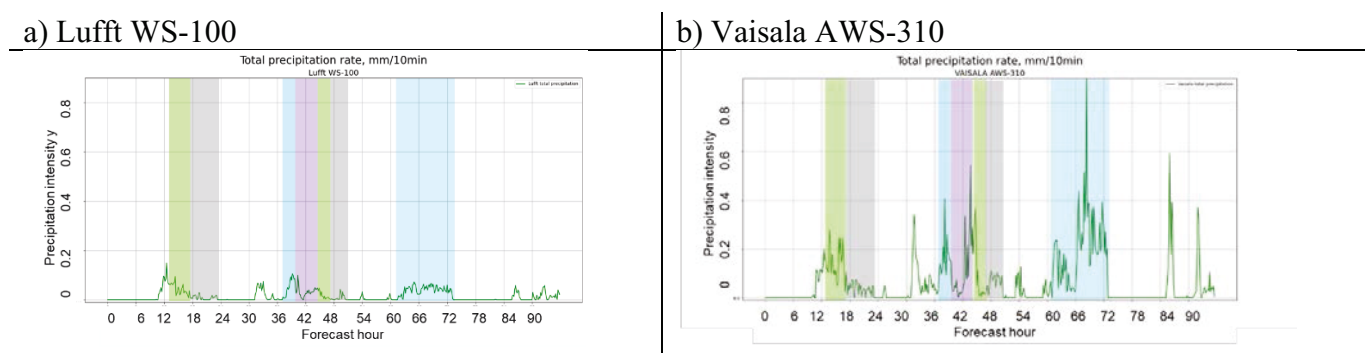 a) Lufft WS-100
b) Vaisala AWS-310
Total precipitation rate, mm/10min
Lufft WS-100
Lufft total precipitation
Precipitation intensity y
0.8
0.6
0.4
0.2
0
0 6 12 18 24 30 36 42 48 54 60 66 72 78 84 90
Forecast hour
Total precipitation rate, mm/10min
VAISALA AWS-310
Vaisala total precipitation
Precipitation intensity
0.8
0.6
0.4
0.2
0
0 6 12 18 24 30 36 42 48 54 60 66 72 78 84 90
Forecast hour